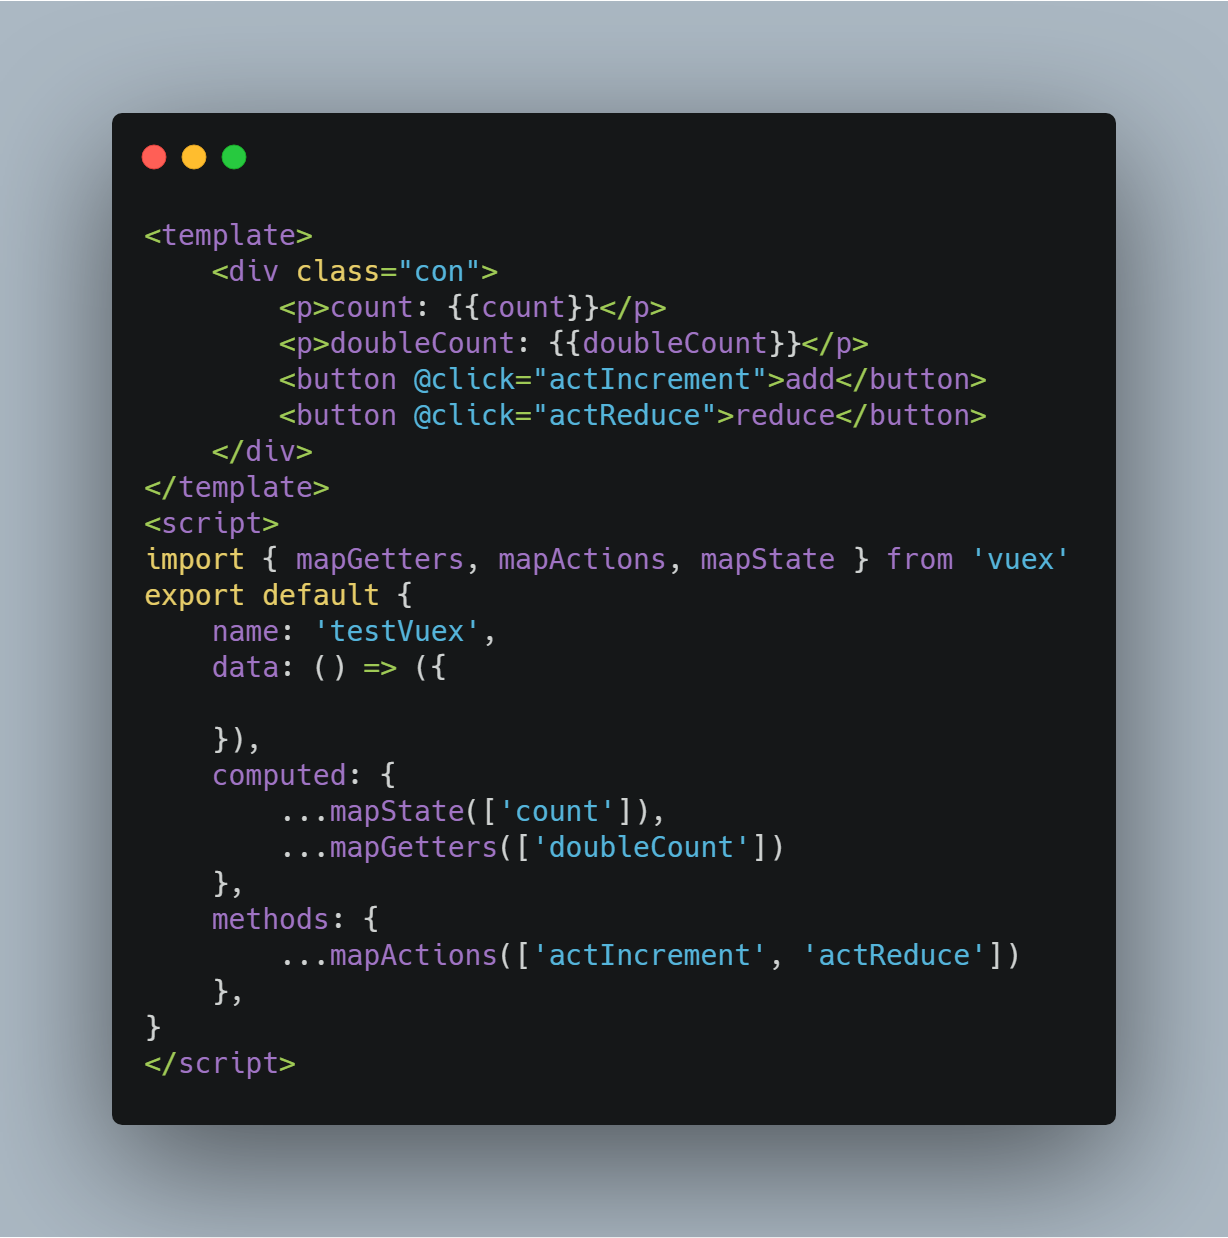 <template>
    <div class="con">
        <p>count: {{count}}</p>
        <p>doubleCount: {{doubleCount}}</p>
        <button @click="actIncrement">add</button>
        <button @click="actReduce">reduce</button>
    </div>
</template>
<script>
import { mapGetters, mapActions, mapState } from 'vuex'
export default {
    name: 'testVuex',
    data: () => ({

    }),
    computed: {
        ...mapState(['count']),
        ...mapGetters(['doubleCount'])
    },
    methods: {
        ...mapActions(['actIncrement', 'actReduce'])
    },
}
</script>